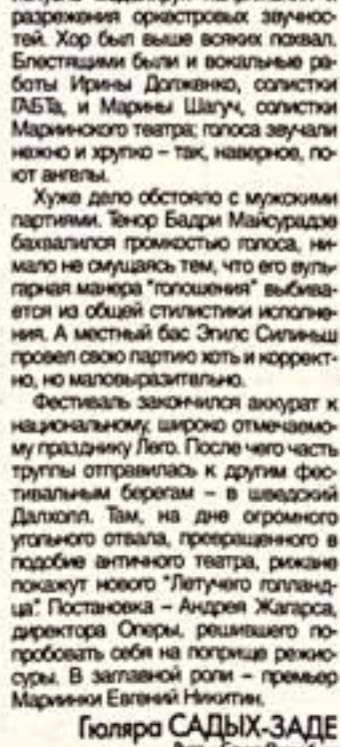 разрежения оркестровых звучнос-
тей. Хор был выше всяких похвал.
Блестящими были и вокальные ра-
боты Ирины Долженко, солистки
ГАБТа, и Марины Шагуч, солистки
Мариинского театра; голоса звучали
нежно и хрупко – так, наверное, по-
ют ангелы.
Хуже дело обстояло с мужскими
партиями. Тенор Бадри Майсурадзе
бахвалился громкостью голоса, ни-
мало не смущаясь тем, что его вуль-
гарная манера "голошения" выбива-
ется из общей стилистики исполне-
ния. А местный бас Эгилс Силиньш
провел свою партию хоть и коррект-
но, но маловыразительно.
Фестиваль закончился аккурат к
национальному, широко отмечаемо-
му празднику Лиго. После чего часть
труппы отправилась к другим фес-
тивальным берегам – в шведский
Далхолл. Там, на дне огромного
угольного отвала, превращенного в
подобие античного театра, рижане
покажут нового "Летучего голланд-
ца". Постановка – Андрея Жагарса,
директора Оперы, решившего по-
пробовать себя на поприще режис-
суры. В заглавной роли – премьер
Мариинки Евгений Никитин.
Гюляра САДЫХ-ЗАДЕ